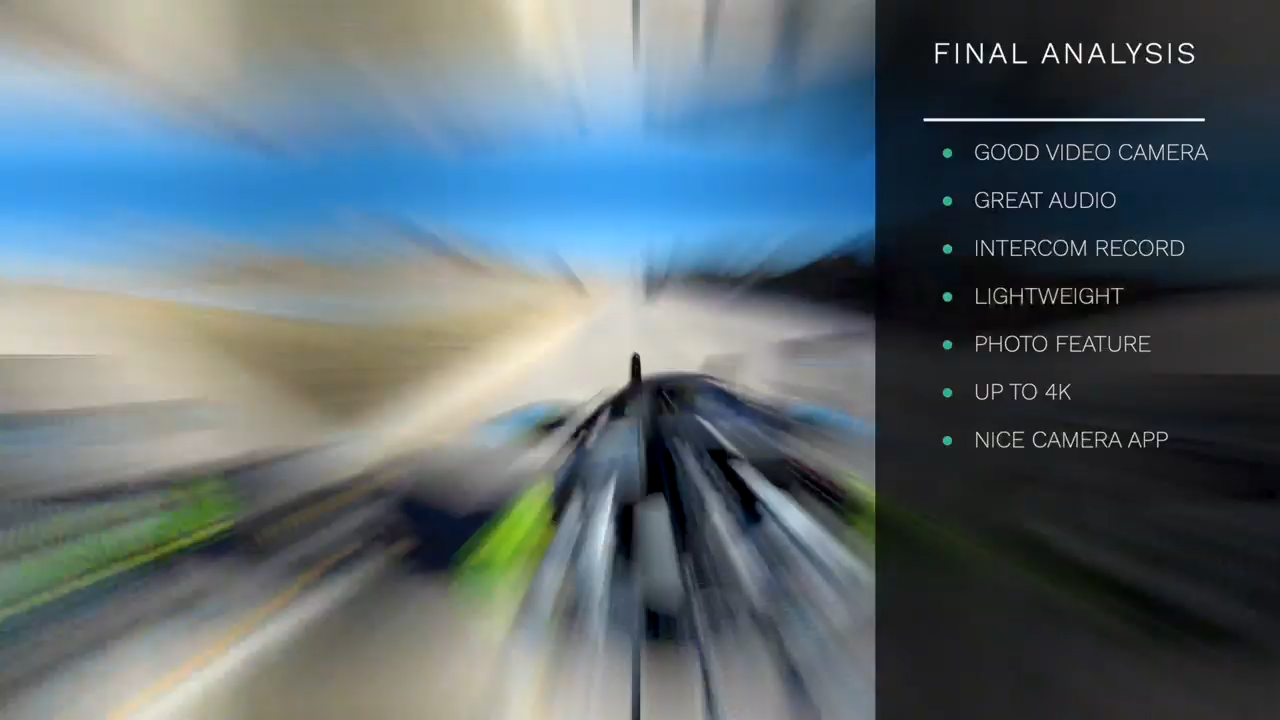 FINAL ANALYSIS
GOOD VIDEO CAMERA
GREAT AUDIO
INTERCOM RECORD
LIGHTWEIGHT
PHOTO FEATURE
UP TO 4K
NICE CAMERA APP